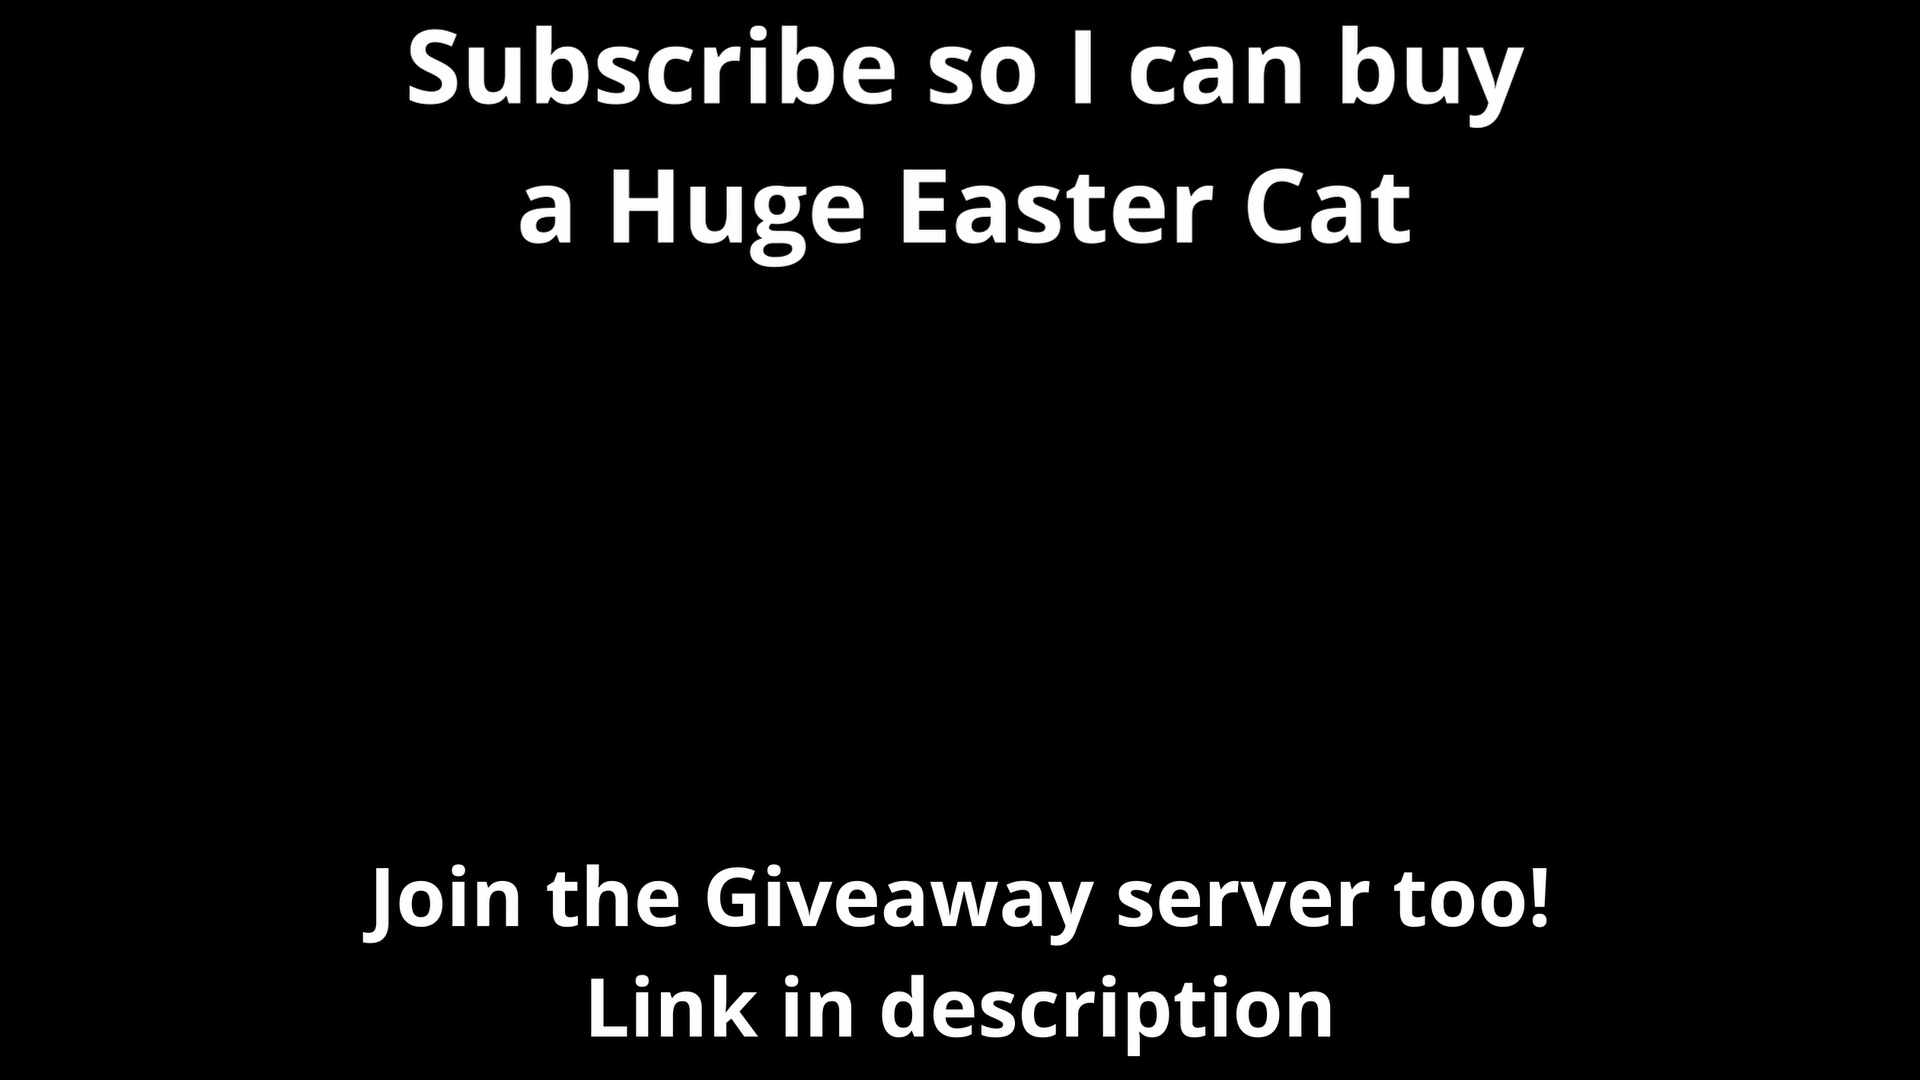 Subscribe so I can buy
a Huge Easter Cat
Join the Giveaway server too!
Link in description